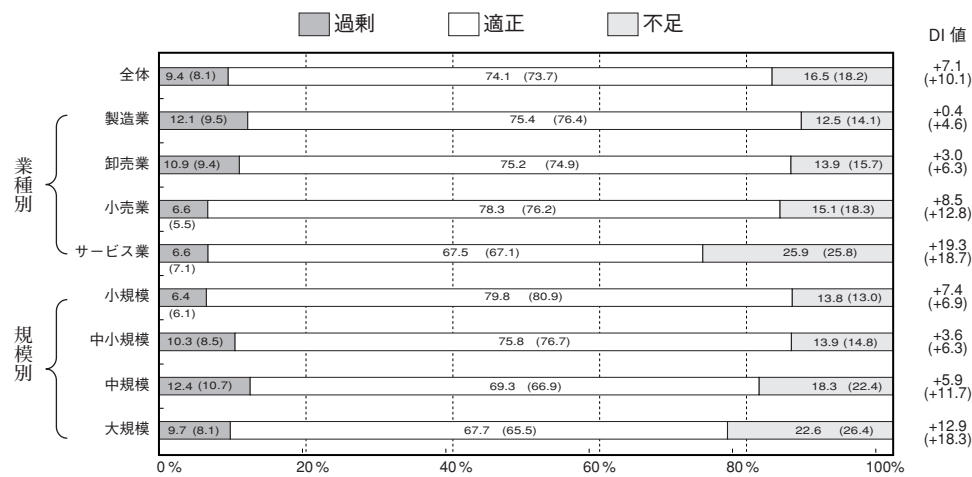 過剰 適正 不足
DI 値
全体 9.4 (8.1) 74.1 (73.7) 16.5 (18.2) +7.1
(+10.1)
業種別
製造業 12.1 (9.5) 75.4 (76.4) 12.5 (14.1) +0.4
(+4.6)
卸売業 10.9 (9.4) 75.2 (74.9) 13.9 (15.7) +3.0
(+6.3)
小売業 6.6 78.3 (76.2) 15.1 (18.3) +8.5
(5.5) (+12.8)
サービス業 6.6 67.5 (67.1) 25.9 (25.8) +19.3
(7.1) (+18.7)
規模別
小規模 6.4 79.8 (80.9) 13.8 (13.0) +7.4
(6.1) (+6.9)
中小規模 10.3 (8.5) 75.8 (76.7) 13.9 (14.8) +3.6
(+6.3)
中規模 12.4 (10.7) 69.3 (66.9) 18.3 (22.4) +5.9
(+11.7)
大規模 9.7 (8.1) 67.7 (65.5) 22.6 (26.4) +12.9
(+18.3)
0% 20% 40% 60% 80% 100%